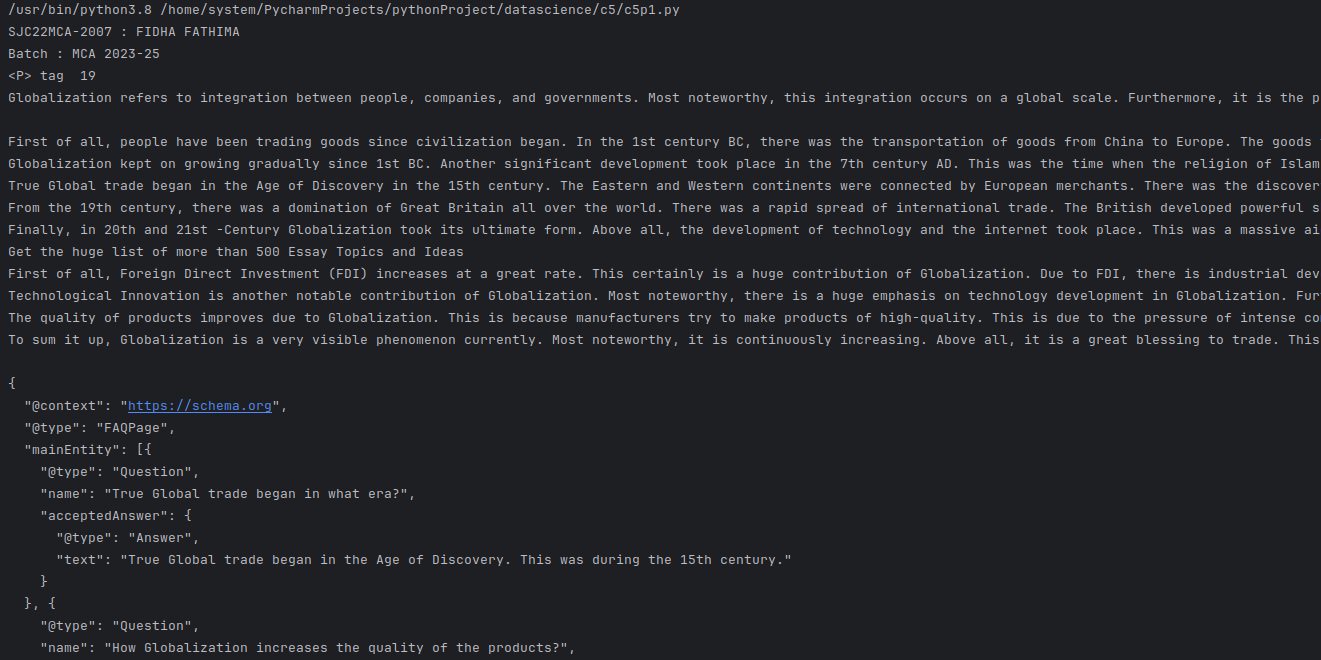 /usr/bin/python3.8 /home/system/PycharmProjects/pythonProject/datascience/c5/c5p1.py
SJC22MCA-2007 : FIDHA FATHIMA
Batch : MCA 2023-25
<P> tag  19
Globalization refers to integration between people, companies, and governments. Most noteworthy, this integration occurs on a global scale. Furthermore, it is the
First of all, people have been trading goods since civilization began. In the 1st century BC, there was the transportation of goods from China to Europe. The goods
Globalization kept on growing gradually since 1st BC. Another significant development took place in the 7th century AD. This was the time when the religion of Islam
True Global trade began in the Age of Discovery in the 15th century. The Eastern and Western continents were connected by European merchants. There was the discover
From the 19th century, there was a domination of Great Britain all over the world. There was a rapid spread of international trade. The British developed powerful s
Finally, in 20th and 21st -Century Globalization took its ultimate form. Above all, the development of technology and the internet took place. This was a massive ai
Get the huge list of more than 500 Essay Topics and Ideas
First of all, Foreign Direct Investment (FDI) increases at a great rate. This certainly is a huge contribution of Globalization. Due to FDI, there is industrial dev
Technological Innovation is another notable contribution of Globalization. Most noteworthy, there is a huge emphasis on technology development in Globalization. Fur
The quality of products improves due to Globalization. This is because manufacturers try to make products of high-quality. This is due to the pressure of intense co
To sum it up, Globalization is a very visible phenomenon currently. Most noteworthy, it is continuously increasing. Above all, it is a great blessing to trade. This
{
  "@context": "https://schema.org",
  "@type": "FAQPage",
  "mainEntity": [{
    "@type": "Question",
    "name": "True Global trade began in what era?",
    "acceptedAnswer": {
      "@type": "Answer",
      "text": "True Global trade began in the Age of Discovery. This was during the 15th century."
    }
  }, {
    "@type": "Question",
    "name": "How Globalization increases the quality of the products?",